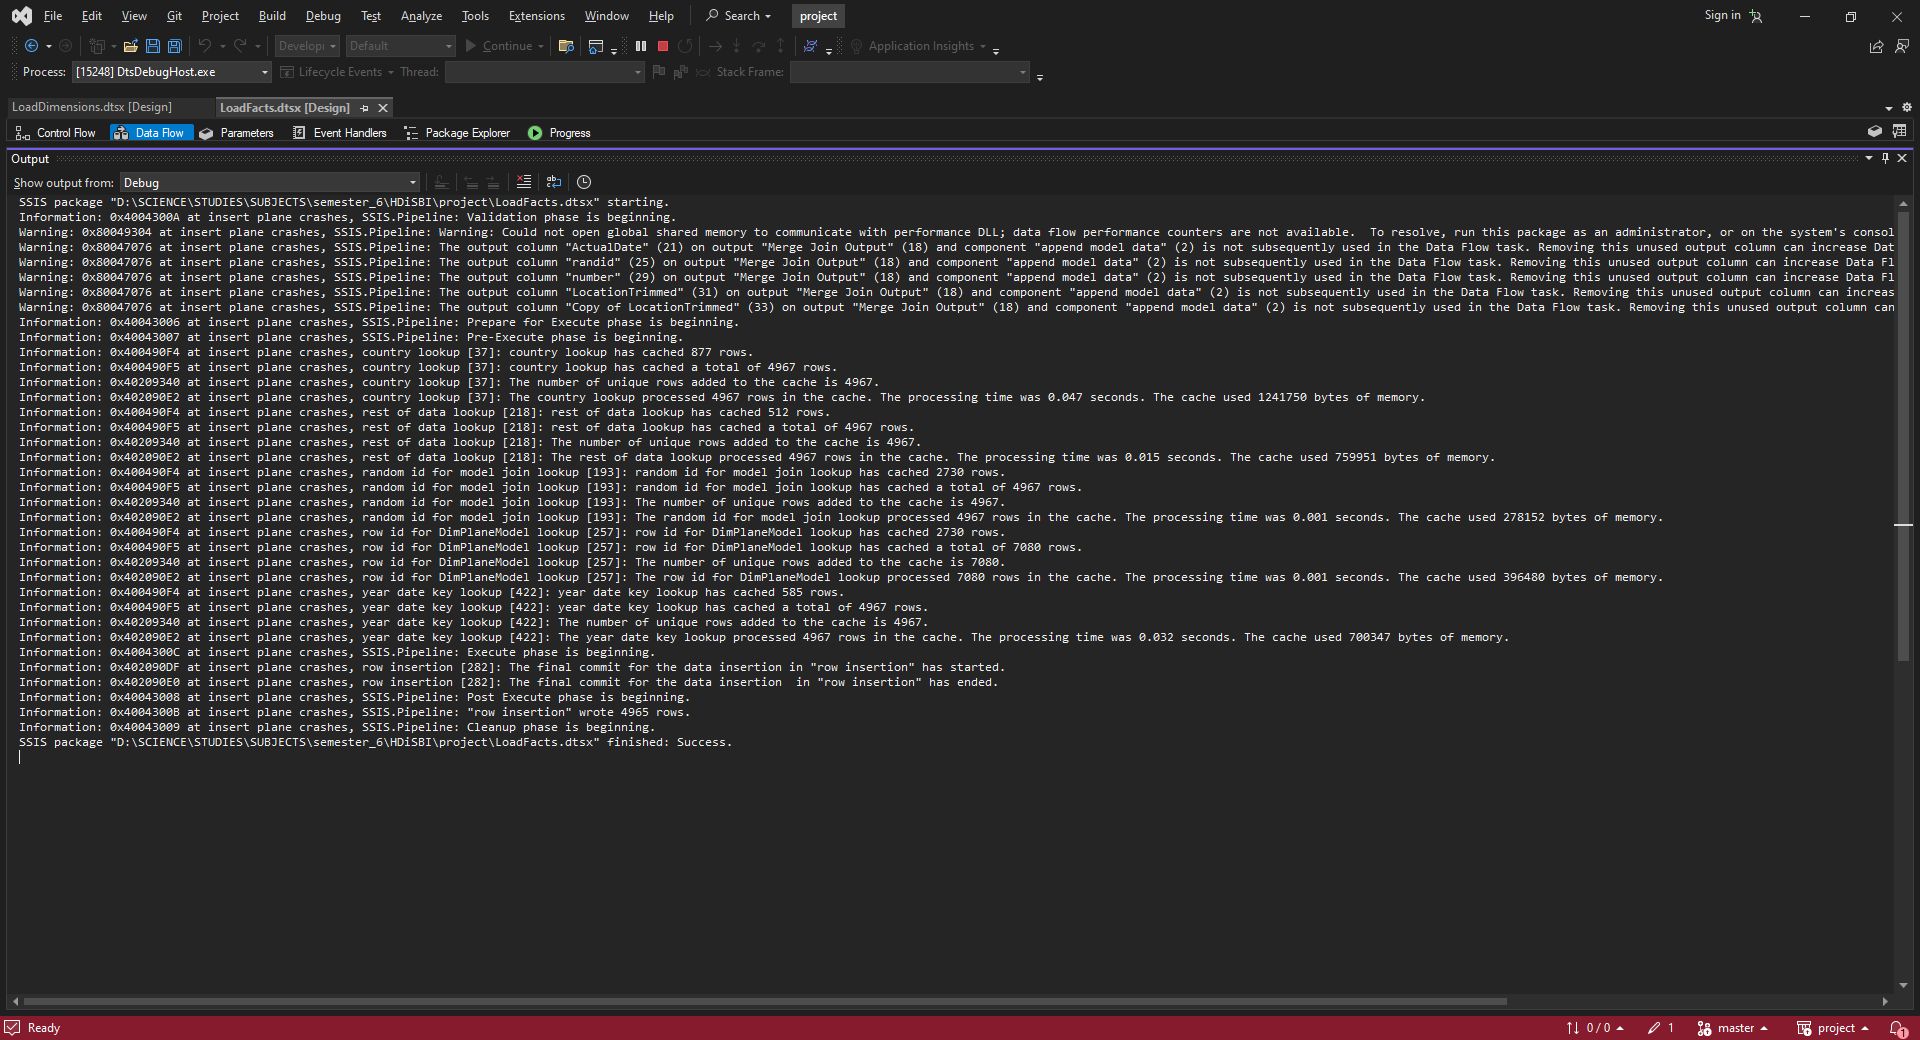 File Edit View Git Project Build Debug Test Analyze Tools Extensions Window Help Search project Sign in
Develop Default Continue Application Insights
Process: [15248] DtsDebugHost.exe Lifecycle Events Thread: Stack Frame:
LoadDimensions.dtsx [Design] LoadFacts.dtsx [Design]
Control Flow Data Flow Parameters Event Handlers Package Explorer Progress
Output
Show output from: Debug
SSIS package "D:\SCIENCE\STUDIES\SUBJECTS\semester_6\HDiSBI\project\LoadFacts.dtsx" starting.
Information: 0x4004300A at insert plane crashes, SSIS.Pipeline: Validation phase is beginning.
Warning: 0x80049304 at insert plane crashes, SSIS.Pipeline: Warning: Could not open global shared memory to communicate with performance DLL; data flow performance counters are not available.  To resolve, run this package as an administrator, or on the system's consol
Warning: 0x80047076 at insert plane crashes, SSIS.Pipeline: The output column "ActualDate" (21) on output "Merge Join Output" (18) and component "append model data" (2) is not subsequently used in the Data Flow task. Removing this unused output column can increase Dat
Warning: 0x80047076 at insert plane crashes, SSIS.Pipeline: The output column "randid" (25) on output "Merge Join Output" (18) and component "append model data" (2) is not subsequently used in the Data Flow task. Removing this unused output column can increase Data Fl
Warning: 0x80047076 at insert plane crashes, SSIS.Pipeline: The output column "number" (29) on output "Merge Join Output" (18) and component "append model data" (2) is not subsequently used in the Data Flow task. Removing this unused output column can increase Data Fl
Warning: 0x80047076 at insert plane crashes, SSIS.Pipeline: The output column "LocationTrimmed" (31) on output "Merge Join Output" (18) and component "append model data" (2) is not subsequently used in the Data Flow task. Removing this unused output column can increas
Warning: 0x80047076 at insert plane crashes, SSIS.Pipeline: The output column "Copy of LocationTrimmed" (33) on output "Merge Join Output" (18) and component "append model data" (2) is not subsequently used in the Data Flow task. Removing this unused output column can
Information: 0x40043006 at insert plane crashes, SSIS.Pipeline: Prepare for Execute phase is beginning.
Information: 0x40043007 at insert plane crashes, SSIS.Pipeline: Pre-Execute phase is beginning.
Information: 0x400490F4 at insert plane crashes, country lookup [37]: country lookup has cached 877 rows.
Information: 0x400490F5 at insert plane crashes, country lookup [37]: country lookup has cached a total of 4967 rows.
Information: 0x40209340 at insert plane crashes, country lookup [37]: The number of unique rows added to the cache is 4967.
Information: 0x402090E2 at insert plane crashes, country lookup [37]: The country lookup processed 4967 rows in the cache. The processing time was 0.047 seconds. The cache used 1241750 bytes of memory.
Information: 0x400490F4 at insert plane crashes, rest of data lookup [218]: rest of data lookup has cached 512 rows.
Information: 0x400490F5 at insert plane crashes, rest of data lookup [218]: rest of data lookup has cached a total of 4967 rows.
Information: 0x40209340 at insert plane crashes, rest of data lookup [218]: The number of unique rows added to the cache is 4967.
Information: 0x402090E2 at insert plane crashes, rest of data lookup [218]: The rest of data lookup processed 4967 rows in the cache. The processing time was 0.015 seconds. The cache used 759951 bytes of memory.
Information: 0x400490F4 at insert plane crashes, random id for model join lookup [193]: random id for model join lookup has cached 2730 rows.
Information: 0x400490F5 at insert plane crashes, random id for model join lookup [193]: random id for model join lookup has cached a total of 4967 rows.
Information: 0x40209340 at insert plane crashes, random id for model join lookup [193]: The number of unique rows added to the cache is 4967.
Information: 0x402090E2 at insert plane crashes, random id for model join lookup [193]: The random id for model join lookup processed 4967 rows in the cache. The processing time was 0.001 seconds. The cache used 278152 bytes of memory.
Information: 0x400490F4 at insert plane crashes, row id for DimPlaneModel lookup [257]: row id for DimPlaneModel lookup has cached 2730 rows.
Information: 0x400490F5 at insert plane crashes, row id for DimPlaneModel lookup [257]: row id for DimPlaneModel lookup has cached a total of 7080 rows.
Information: 0x40209340 at insert plane crashes, row id for DimPlaneModel lookup [257]: The number of unique rows added to the cache is 7080.
Information: 0x402090E2 at insert plane crashes, row id for DimPlaneModel lookup [257]: The row id for DimPlaneModel lookup processed 7080 rows in the cache. The processing time was 0.001 seconds. The cache used 396480 bytes of memory.
Information: 0x400490F4 at insert plane crashes, year date key lookup [422]: year date key lookup has cached 585 rows.
Information: 0x400490F5 at insert plane crashes, year date key lookup [422]: year date key lookup has cached a total of 4967 rows.
Information: 0x40209340 at insert plane crashes, year date key lookup [422]: The number of unique rows added to the cache is 4967.
Information: 0x402090E2 at insert plane crashes, year date key lookup [422]: The year date key lookup processed 4967 rows in the cache. The processing time was 0.032 seconds. The cache used 700347 bytes of memory.
Information: 0x4004300C at insert plane crashes, SSIS.Pipeline: Execute phase is beginning.
Information: 0x402090DF at insert plane crashes, row insertion [282]: The final commit for the data insertion in "row insertion" has started.
Information: 0x402090E0 at insert plane crashes, row insertion [282]: The final commit for the data insertion  in "row insertion" has ended.
Information: 0x40043008 at insert plane crashes, SSIS.Pipeline: Post Execute phase is beginning.
Information: 0x4004300B at insert plane crashes, SSIS.Pipeline: "row insertion" wrote 4965 rows.
Information: 0x40043009 at insert plane crashes, SSIS.Pipeline: Cleanup phase is beginning.
SSIS package "D:\SCIENCE\STUDIES\SUBJECTS\semester_6\HDiSBI\project\LoadFacts.dtsx" finished: Success.
Ready 0 / 0 1 master project 1